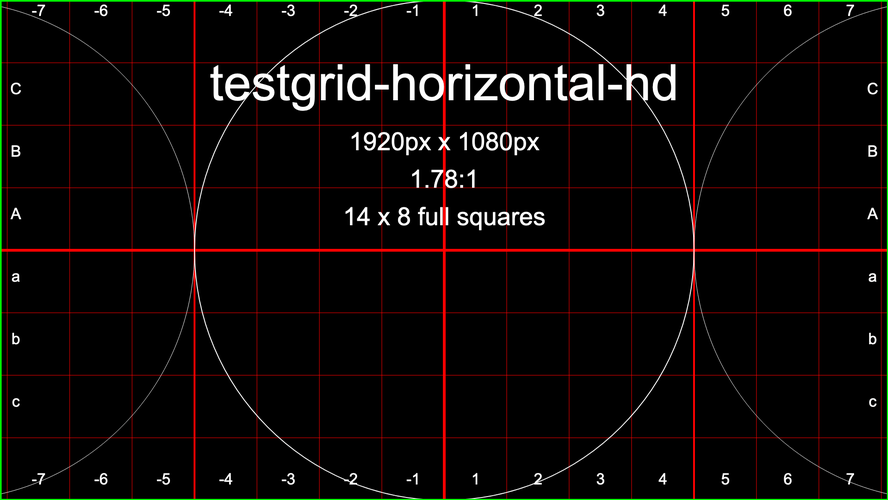 -7 -6 -5 -4 -3 -2 -1 1 2 3 4 5 6 7
testgrid-horizontal-hd
C C
1920px x 1080px
B B
1.78:1
A A
14 x 8 full squares
a a
b b
c c
-7 -6 -5 -4 -3 -2 -1 1 2 3 4 5 6 7